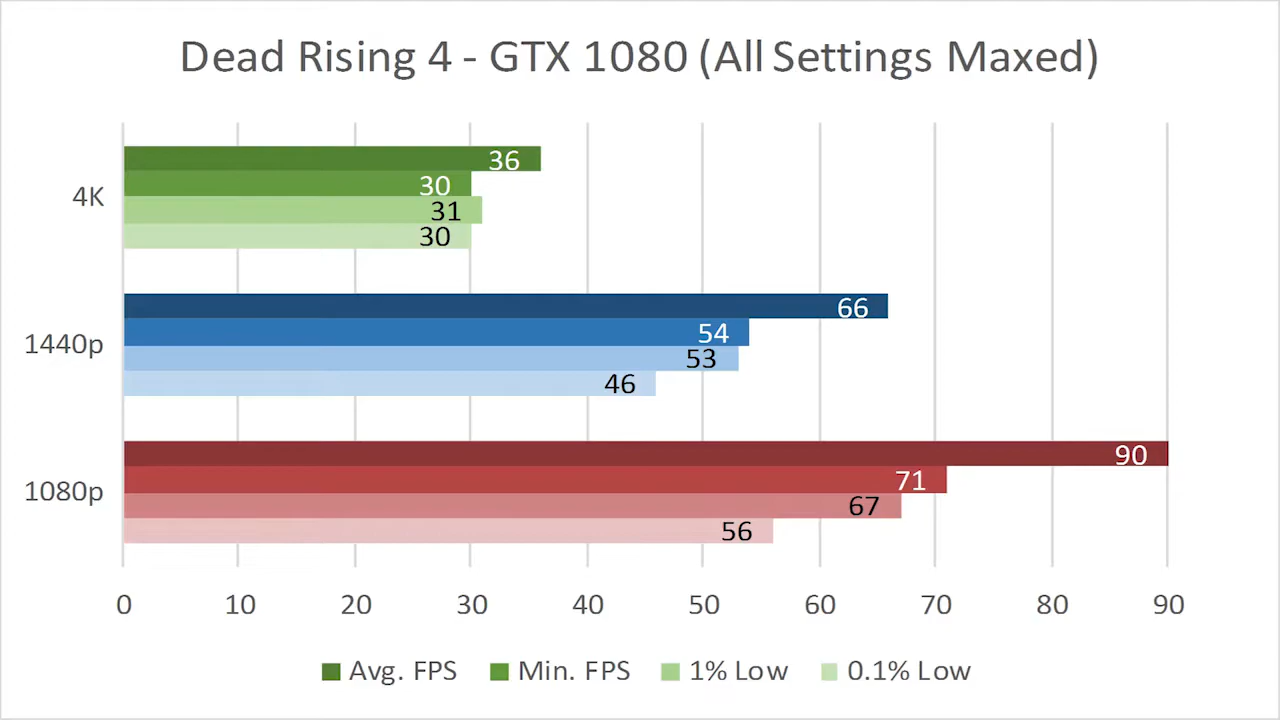 Dead Rising 4 - GTX 1080 (All Settings Maxed)
36
30
4K
31
30
66
54
1440p
53
46
90
71
1080p
67
56
0 10 20 30 40 50 60 70 80 90
Avg. FPS Min. FPS 1% Low 0.1% Low